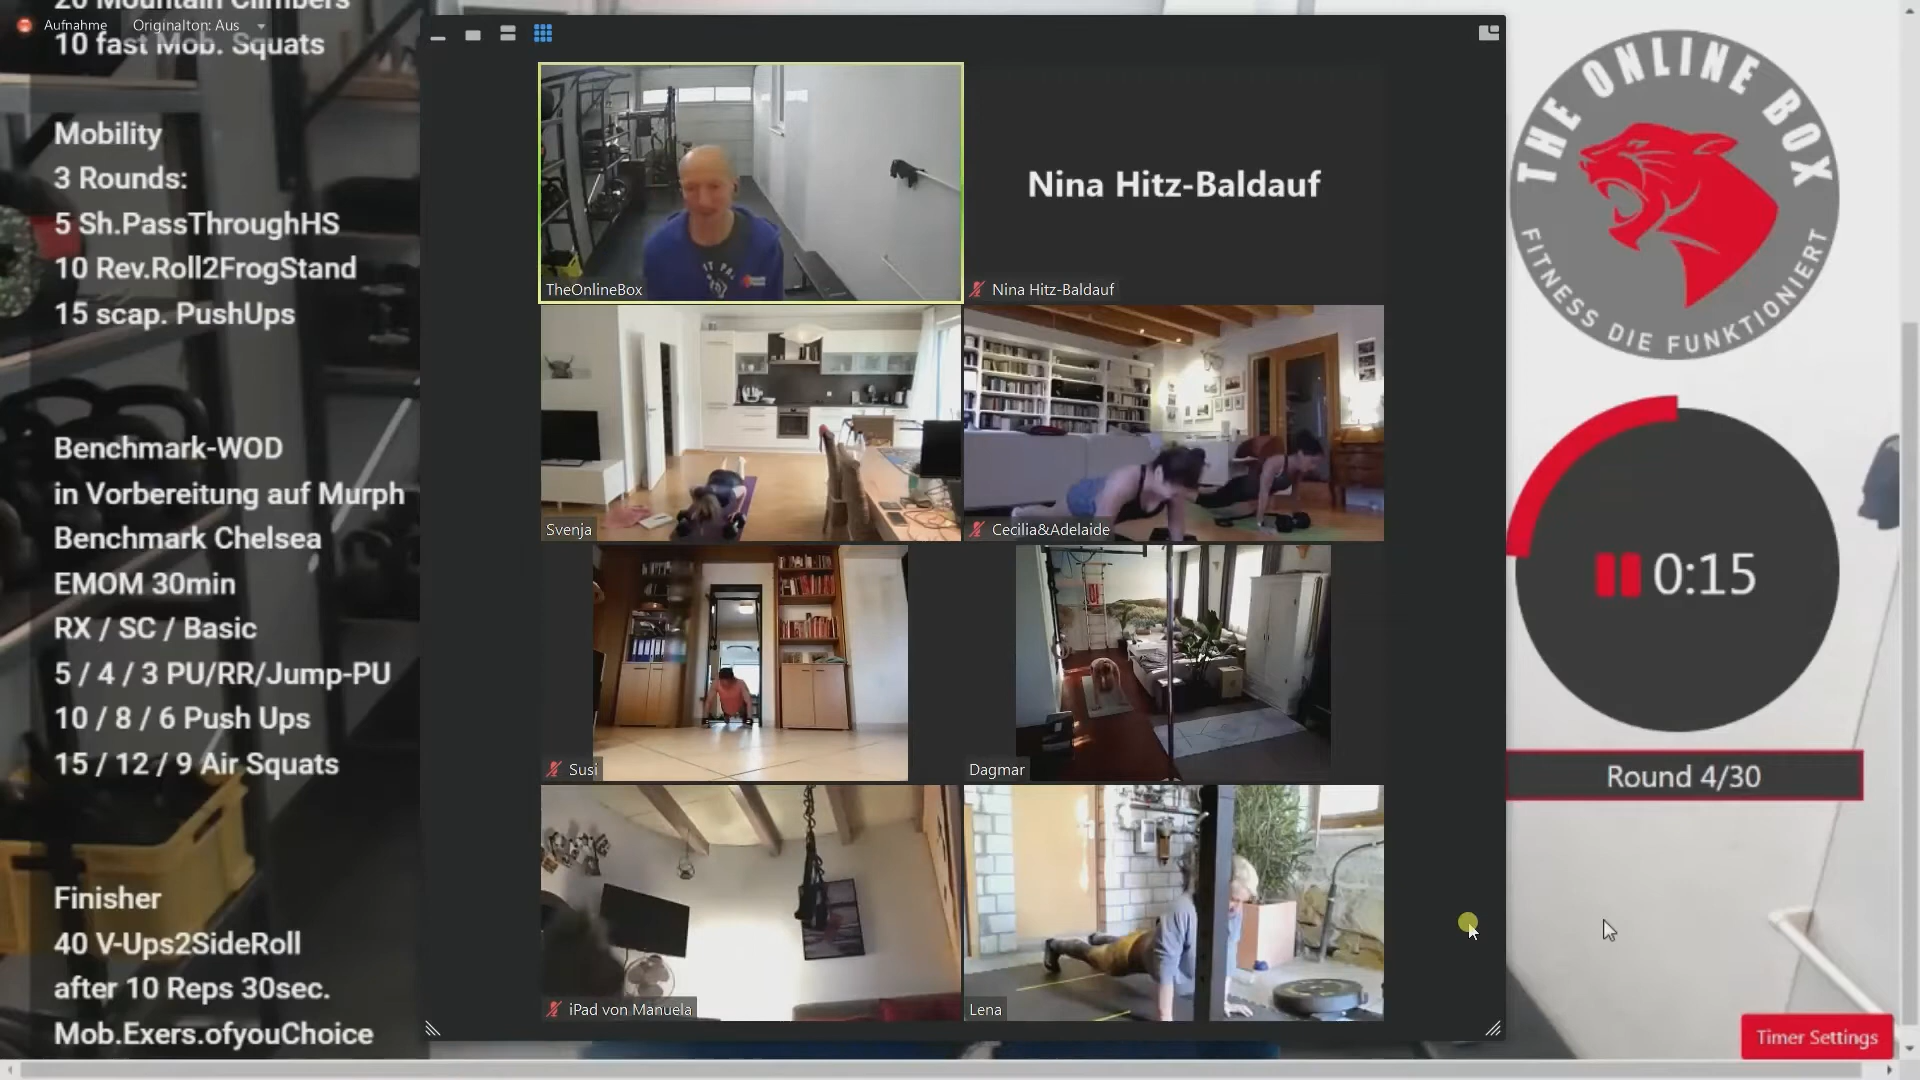 20 Mountain Climbers
Aufnahme
Originalton: Aus
10 fast Mob. Squats
Mobility
3 Rounds:
5 Sh.PassThroughHS
10 Rev.Roll2FrogStand
15 scap. PushUps
Benchmark-WOD
in Vorbereitung auf Murph
Benchmark Chelsea
EMOM 30min
RX / SC / Basic
5 / 4 / 3 PU/RR/Jump-PU
10 / 8 / 6 Push Ups
15 / 12 / 9 Air Squats
Finisher
40 V-Ups2SideRoll
after 10 Reps 30sec.
Mob.Exers.ofyouChoice
TheOnlineBox
Nina Hitz-Baldauf
Nina Hitz-Baldauf
Svenja
Cecilia&Adelaide
Susi
Dagmar
iPad von Manuela
Lena
THE ONLINE BOX
FITNESS DIE FUNKTIONIERT
0:15
Round 4/30
Timer Settings